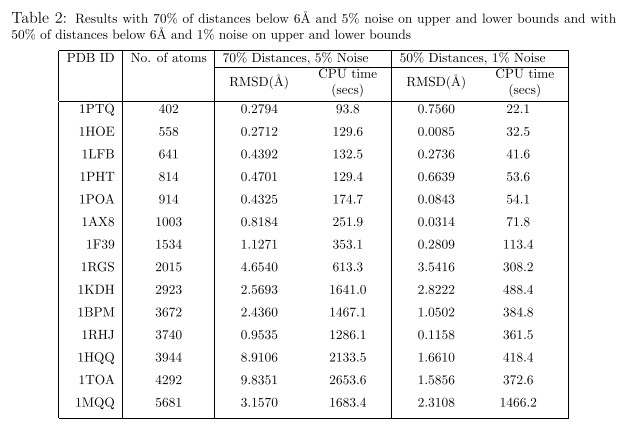 Table 2: Results with 70% of distances below 6Å and 5% noise on upper and lower bounds and with
50% of distances below 6Å and 1% noise on upper and lower bounds
PDB ID No. of atoms 70% Distances, 5% Noise 50% Distances, 1% Noise
RMSD(Å) CPU time (secs) RMSD(Å) CPU time (secs)
1PTQ 402 0.2794 93.8 0.7560 22.1
1HOE 558 0.2712 129.6 0.0085 32.5
1LFB 641 0.4392 132.5 0.2736 41.6
1PHT 814 0.4701 129.4 0.6639 53.6
1POA 914 0.4325 174.7 0.0843 54.1
1AX8 1003 0.8184 251.9 0.0314 71.8
1F39 1534 1.1271 353.1 0.2809 113.4
1RGS 2015 4.6540 613.3 3.5416 308.2
1KDH 2923 2.5693 1641.0 2.8222 488.4
1BPM 3672 2.4360 1467.1 1.0502 384.8
1RHJ 3740 0.9535 1286.1 0.1158 361.5
1HQQ 3944 8.9106 2133.5 1.6610 418.4
1TOA 4292 9.8351 2653.6 1.5856 372.6
1MQQ 5681 3.1570 1683.4 2.3108 1466.2